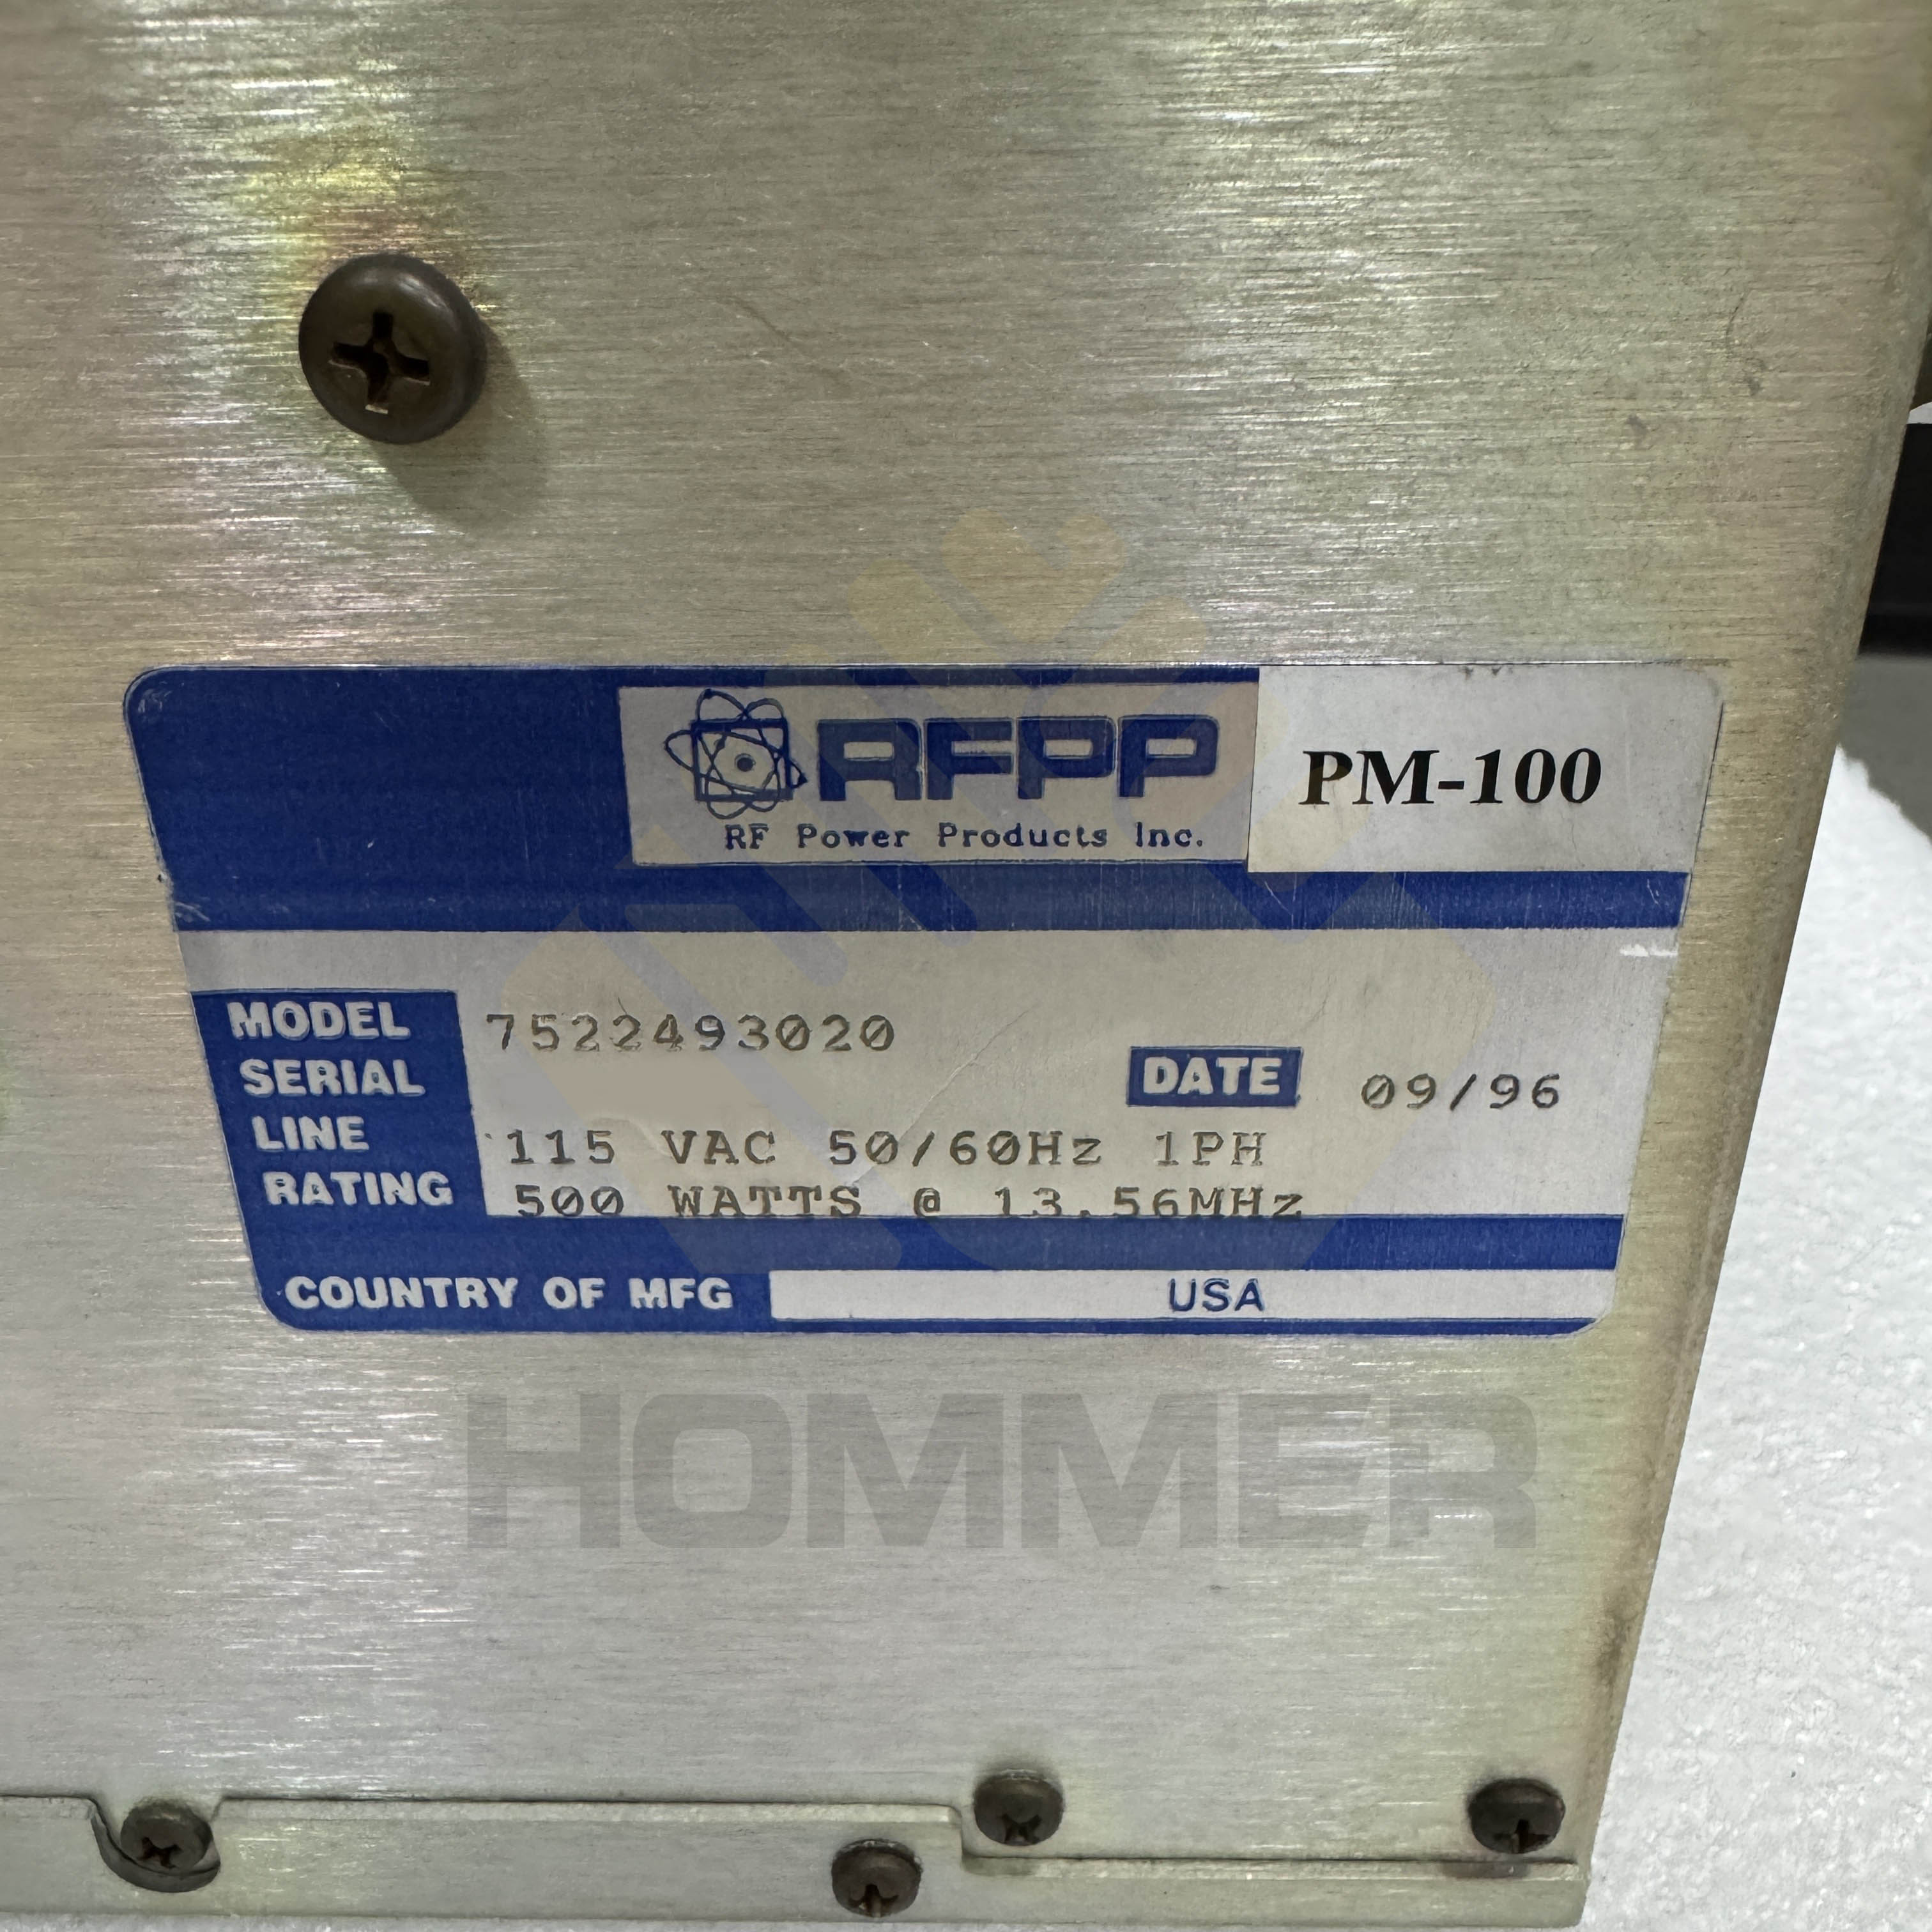 RFPP
PM-100
RF Power Products Inc.
MODEL 7522493020
SERIAL
DATE 09/96
LINE 115 VAC 50/60Hz 1PH
RATING 500 WATTS @ 13.56MHz
COUNTRY OF MFG USA
HOMMER